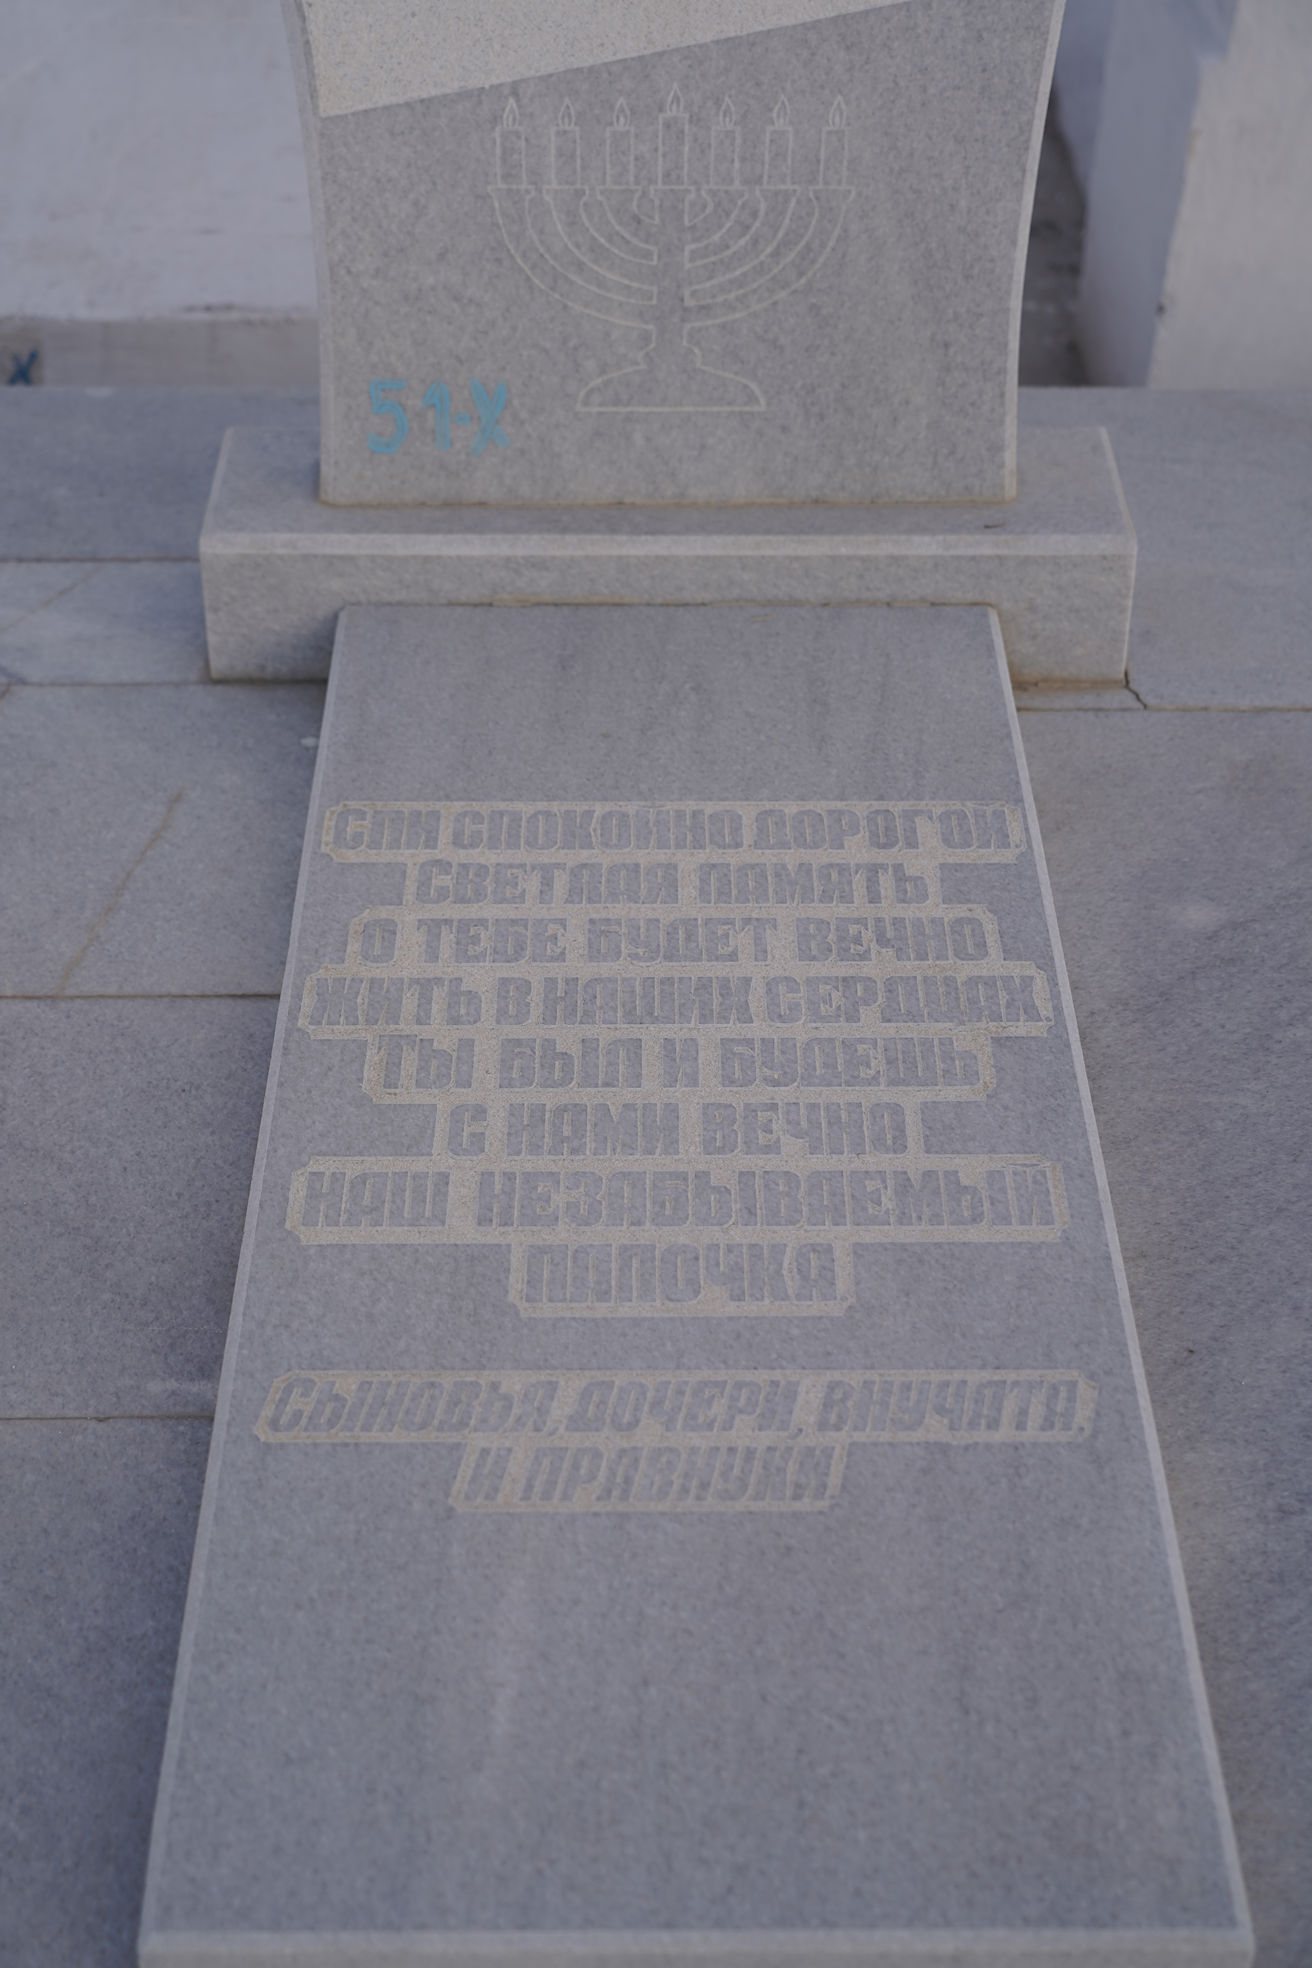 51-X
X
СПИ СПОКОЙНО ДОРОГОЙ
СВЕТЛАЯ ПАМЯТЬ
О ТЕБЕ БУДЕТ ВЕЧНО
ЖИТЬ В НАШИХ СЕРДЦАХ
ТЫ БЫЛ И БУДЕШЬ
С НАМИ ВЕЧНО
НАШ НЕЗАБЫВАЕМЫЙ
ПАПОЧКА
СЫНОВЬЯ, ДОЧЕРИ, ВНУЧАТА,
И ПРАВНУКИ